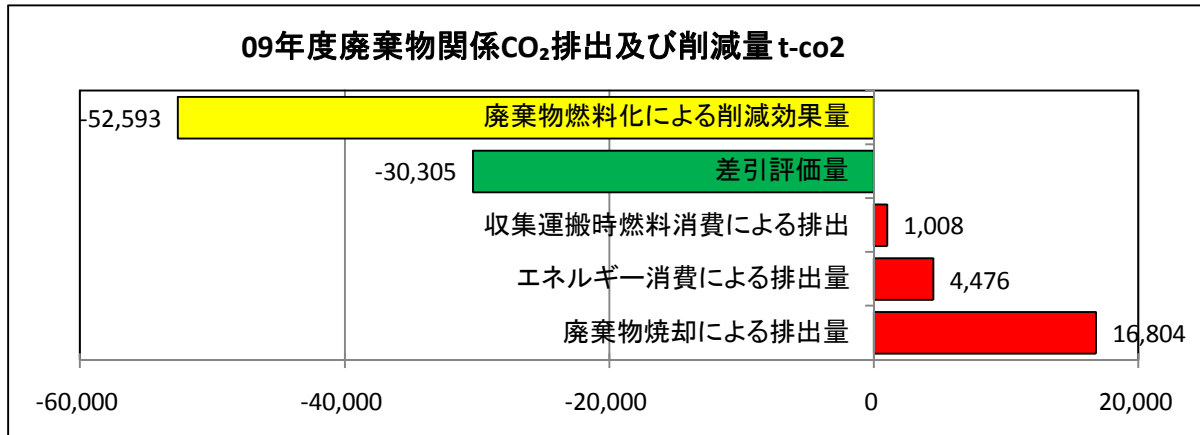 09年度廃棄物関係CO₂排出及び削減量 t-co2
-52,593 廃棄物燃料化による削減効果量
-30,305 差引評価量
収集運搬時燃料消費による排出 1,008
エネルギー消費による排出量 4,476
廃棄物焼却による排出量 16,804
-60,000 -40,000 -20,000 0 20,000